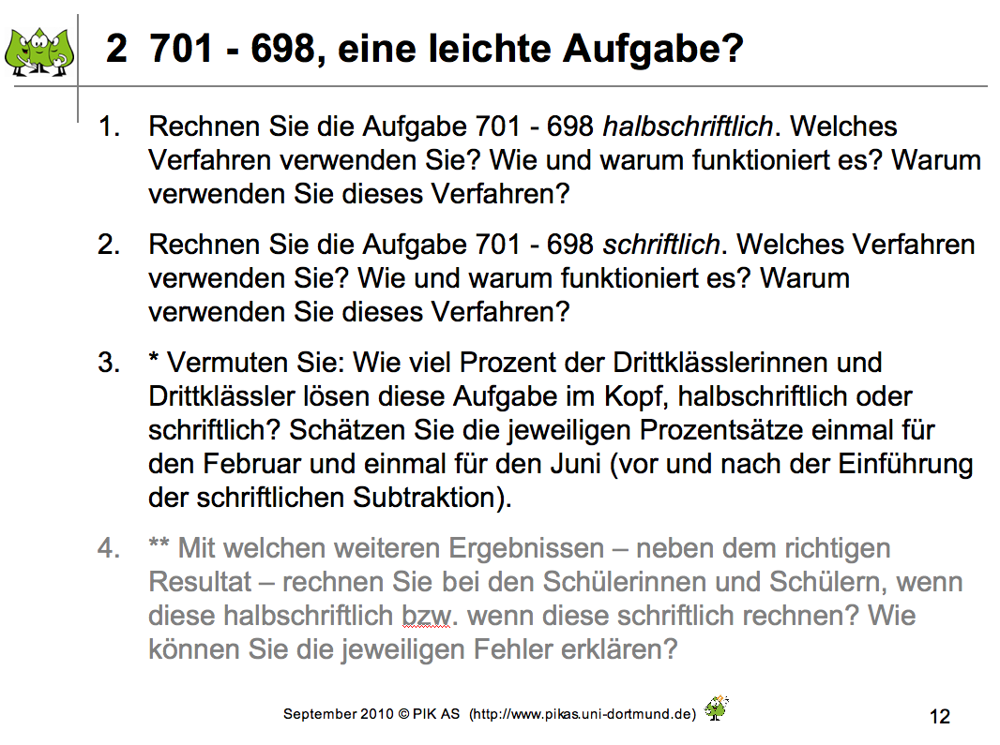 2 701 - 698, eine leichte Aufgabe?
1. Rechnen Sie die Aufgabe 701 - 698 halbschriftlich. Welches
Verfahren verwenden Sie? Wie und warum funktioniert es? Warum
verwenden Sie dieses Verfahren?
2. Rechnen Sie die Aufgabe 701 - 698 schriftlich. Welches Verfahren
verwenden Sie? Wie und warum funktioniert es? Warum
verwenden Sie dieses Verfahren?
3. * Vermuten Sie: Wie viel Prozent der Drittklässlerinnen und
Drittklässler lösen diese Aufgabe im Kopf, halbschriftlich oder
schriftlich? Schätzen Sie die jeweiligen Prozentsätze einmal für
den Februar und einmal für den Juni (vor und nach der Einführung
der schriftlichen Subtraktion).
4. ** Mit welchen weiteren Ergebnissen – neben dem richtigen
Resultat – rechnen Sie bei den Schülerinnen und Schülern, wenn
diese halbschriftlich bzw. wenn diese schriftlich rechnen? Wie
können Sie die jeweiligen Fehler erklären?
September 2010 © PIK AS (http://www.pikas.uni-dortmund.de)
12